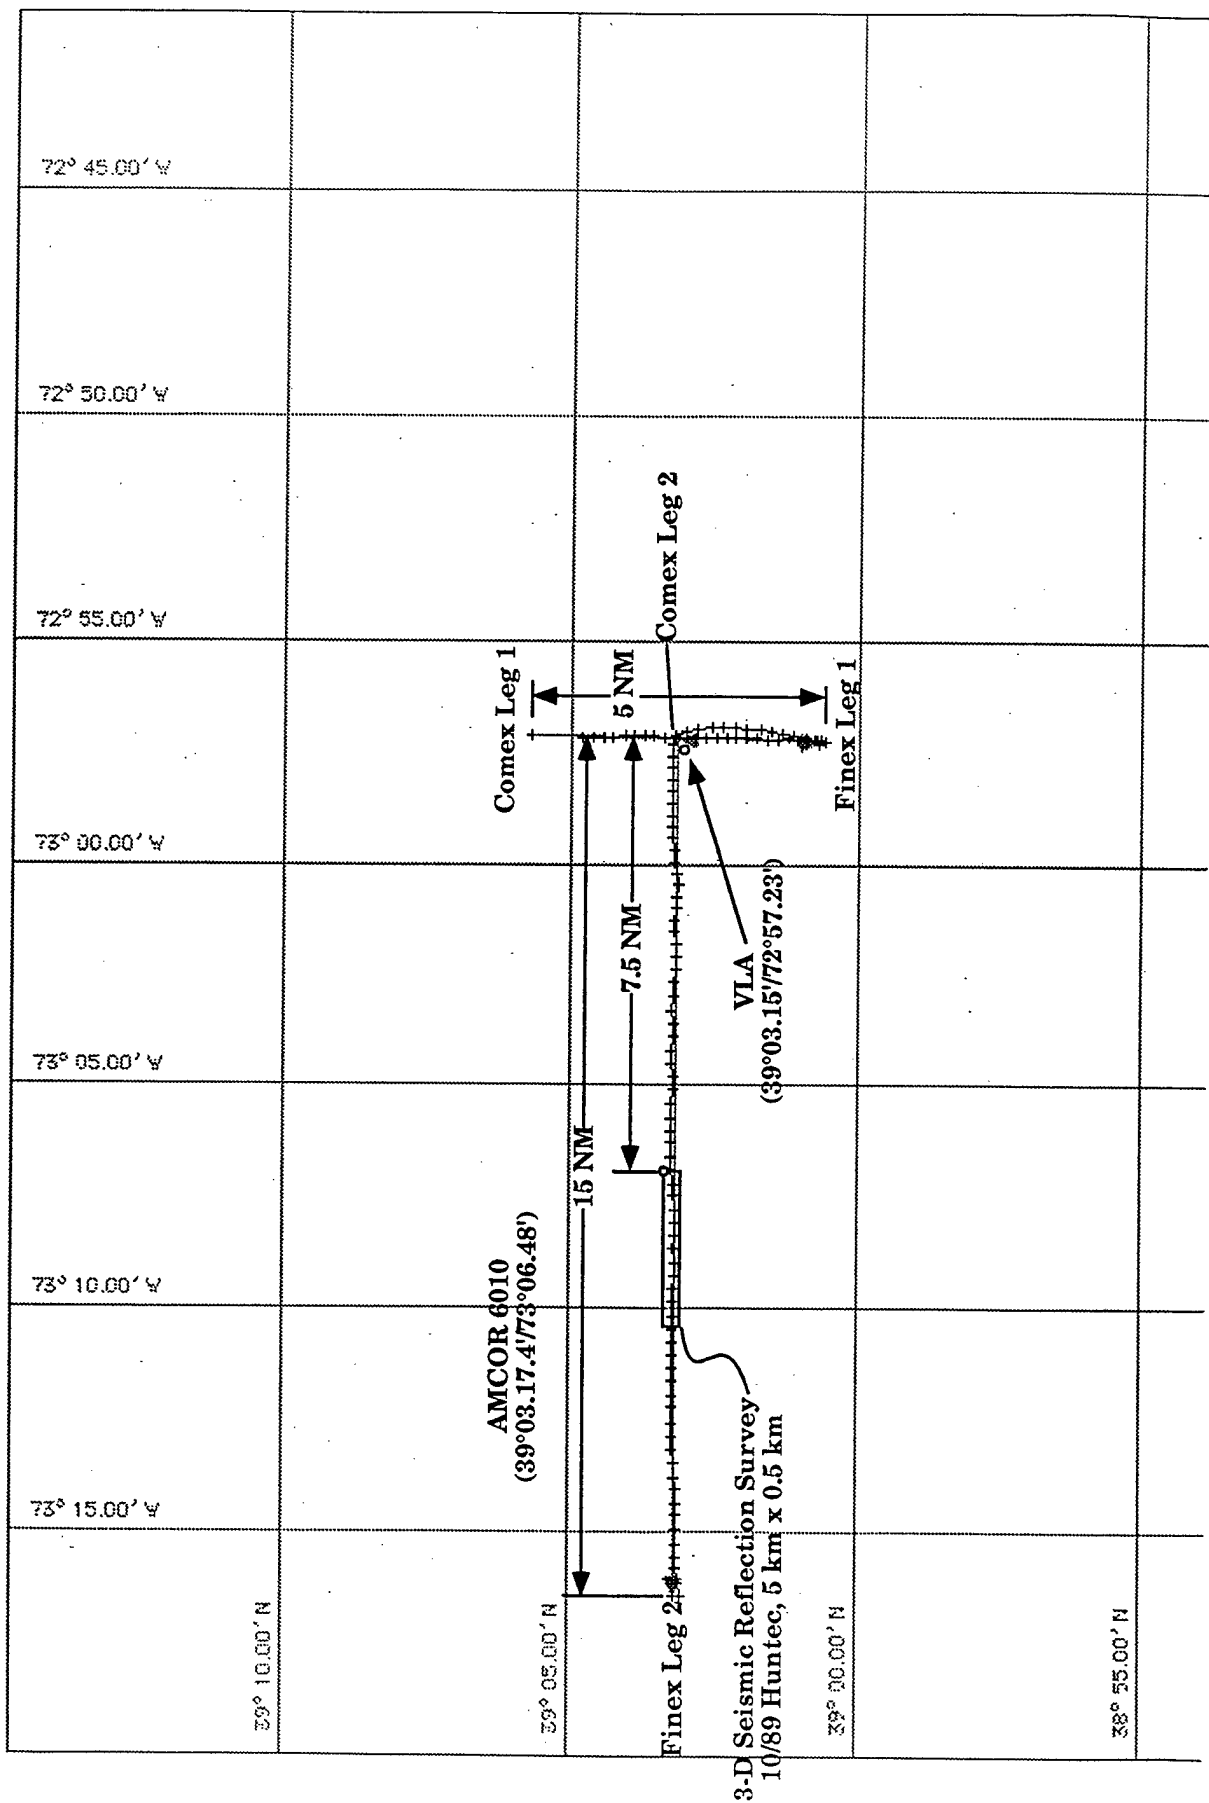 72° 45.00' W
72° 50.00' W
72° 55.00' W
73° 00.00' W
73° 05.00' W
73° 10.00' W
73° 15.00' W
39° 10.00' N
39° 05.00' N
39° 00.00' N
38° 55.00' N
Comex Leg 1
5 NM
Comex Leg 2
Finex Leg 1
7.5 NM
15 NM
VLA
(39°03.15'/72°57.23')
AMCOR 6010
(39°03.17.4'/73°06.48')
Finex Leg 2
3-D Seismic Reflection Survey
10/89 Huntec, 5 km x 0.5 km